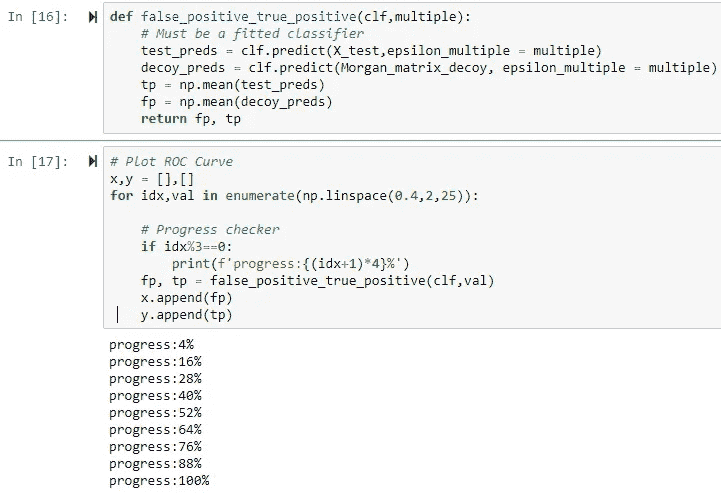 In [16]:
def false_positive_true_positive(clf,multiple):
    # Must be a fitted classifier
    test_preds = clf.predict(X_test,epsilon_multiple = multiple)
    decoy_preds = clf.predict(Morgan_matrix_decoy, epsilon_multiple = multiple)
    tp = np.mean(test_preds)
    fp = np.mean(decoy_preds)
    return fp, tp
In [17]:
# Plot ROC Curve
x,y = [],[]
for idx,val in enumerate(np.linspace(0.4,2,25)):
    # Progress checker
    if idx%3==0:
        print(f'progress:{(idx+1)*4}%')
    fp, tp = false_positive_true_positive(clf,val)
    x.append(fp)
    y.append(tp)
progress:4%
progress:16%
progress:28%
progress:40%
progress:52%
progress:64%
progress:76%
progress:88%
progress:100%